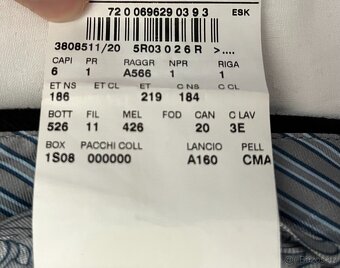 72 0 069629 0 3 9 3 ESK
3808511/20 5R03 0 2 6 R >....
CAPI PR RAGGR NPR RIGA
6 1 A566 1 1
ET NS ET CL ET C NS C CL
186 219 184
BOTT FIL MEL FOD CAN C LAV
526 11 426 20 3E
BOX PACCHI COLL LANCIO PELL
1S08 000000 A160 CMA